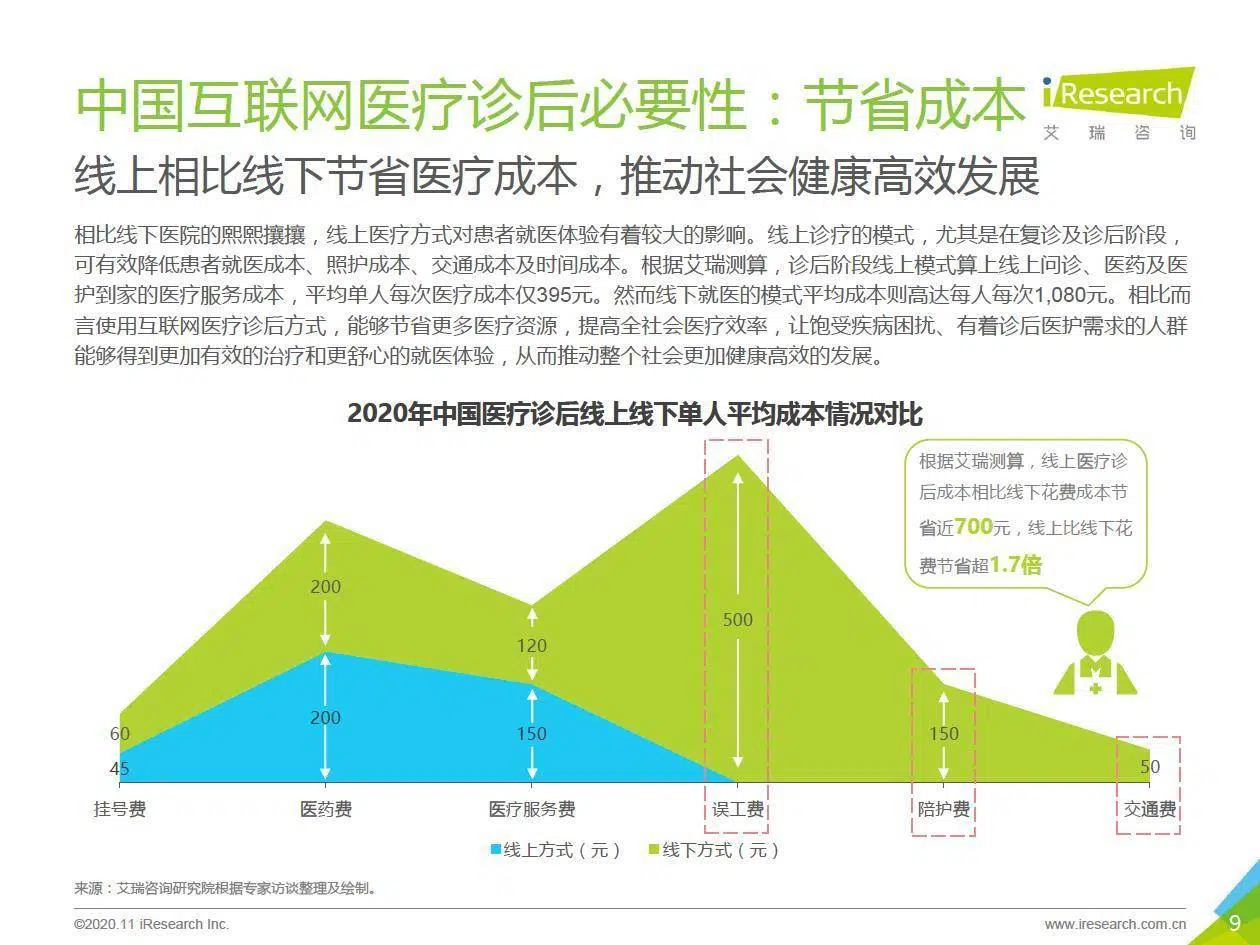 中国互联网医疗诊后必要性：节省成本
iResearch
艾瑞咨询
线上相比线下节省医疗成本，推动社会健康高效发展
相比线下医院的熙熙攘攘，线上医疗方式对患者就医体验有着较大的影响。线上诊疗的模式，尤其是在复诊及诊后阶段，
可有效降低患者就医成本、照护成本、交通成本及时间成本。根据艾瑞测算，诊后阶段线上模式算上线上问诊、医药及医
护到家的医疗服务成本，平均单人每次医疗成本仅395元。然而线下就医的模式平均成本则高达每人每次1,080元。相比而
言使用互联网医疗诊后方式，能够节省更多医疗资源，提高全社会医疗效率，让饱受疾病困扰、有着诊后医护需求的人群
能够得到更加有效的治疗和更舒心的就医体验，从而推动整个社会更加健康高效的发展。
2020年中国医疗诊后线上线下单人平均成本情况对比
根据艾瑞测算，线上医疗诊
后成本相比线下花费成本节
省近700元，线上比线下花
费节省超1.7倍
200
500
120
60
200
150
150
45
50
挂号费 医药费 医疗服务费 误工费 陪护费 交通费
线上方式（元） 线下方式（元）
来源：艾瑞咨询研究院根据专家访谈整理及绘制。
©2020.11 iResearch Inc. www.iresearch.com.cn 9